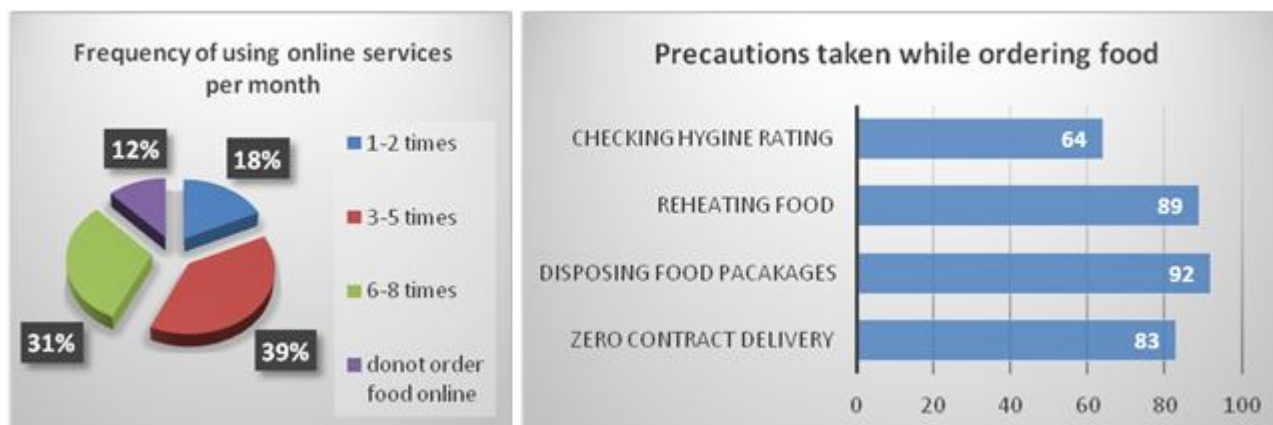 Frequency of using online services
per month
12%
18%
31%
39%
1-2 times
3-5 times
6-8 times
donot order
food online
Precautions taken while ordering food
CHECKING HYGINE RATING
64
REHEATING FOOD
89
DISPOSING FOOD PACAKAGES
92
ZERO CONTRACT DELIVERY
83
0 20 40 60 80 100